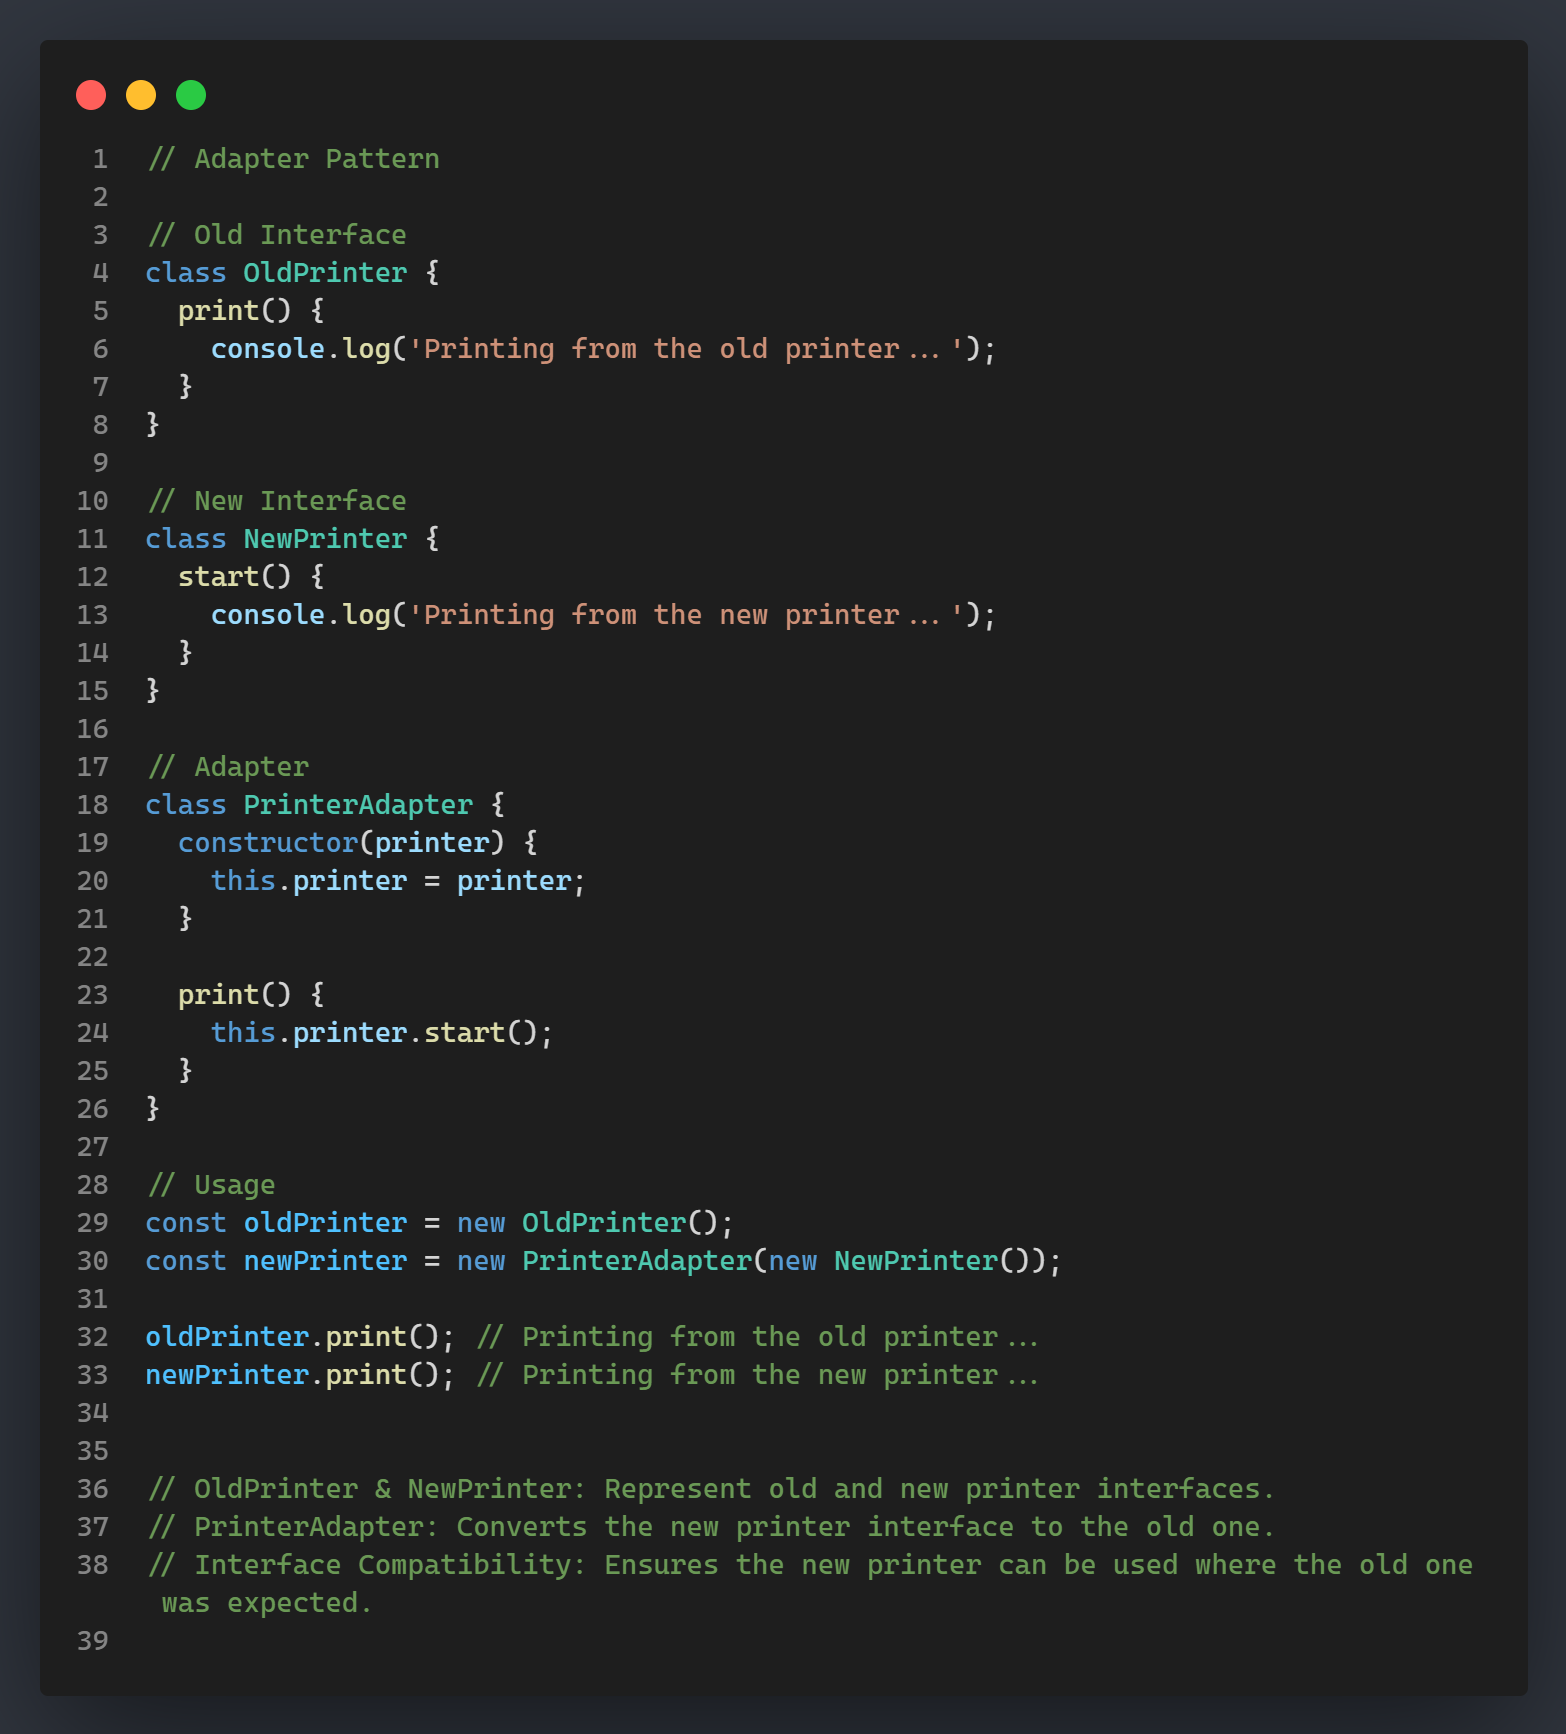 1 // Adapter Pattern
2
3 // Old Interface
4 class OldPrinter {
5   print() {
6     console.log('Printing from the old printer...');
7   }
8 }
9
10 // New Interface
11 class NewPrinter {
12   start() {
13     console.log('Printing from the new printer...');
14   }
15 }
16
17 // Adapter
18 class PrinterAdapter {
19   constructor(printer) {
20     this.printer = printer;
21   }
22
23   print() {
24     this.printer.start();
25   }
26 }
27
28 // Usage
29 const oldPrinter = new OldPrinter();
30 const newPrinter = new PrinterAdapter(new NewPrinter());
31
32 oldPrinter.print(); // Printing from the old printer...
33 newPrinter.print(); // Printing from the new printer...
34
35
36 // OldPrinter & NewPrinter: Represent old and new printer interfaces.
37 // PrinterAdapter: Converts the new printer interface to the old one.
38 // Interface Compatibility: Ensures the new printer can be used where the old one
was expected.
39